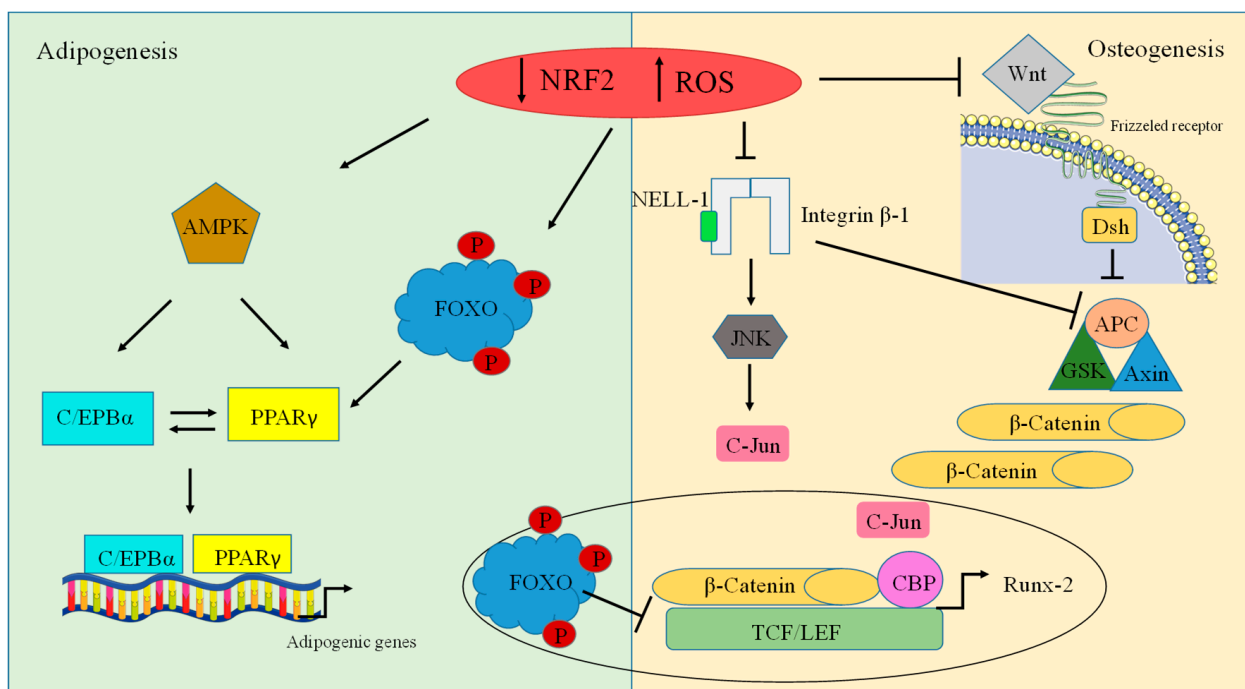 Adipogenesis
Osteogenesis
NRF2
ROS
Wnt
Frizzeled receptor
NELL-1
Integrin β-1
AMPK
Dsh
P
P
FOXO
P
APC
JNK
GSK
Axin
C/EPBα
PPARγ
β-Catenin
C-Jun
β-Catenin
C-Jun
P
P
C/EPBα
PPARγ
FOXO
β-Catenin
CBP
Runx-2
P
TCF/LEF
Adipogenic genes